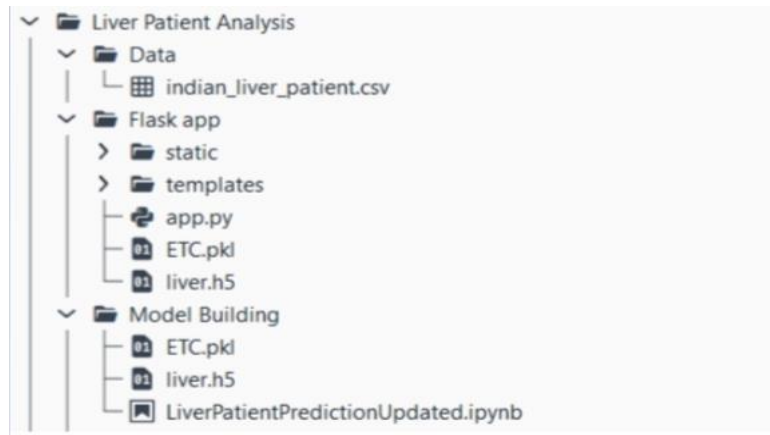 Liver Patient Analysis
Data
indian_liver_patient.csv
Flask app
static
templates
app.py
ETC.pkl
liver.h5
Model Building
ETC.pkl
liver.h5
LiverPatientPredictionUpdated.ipynb